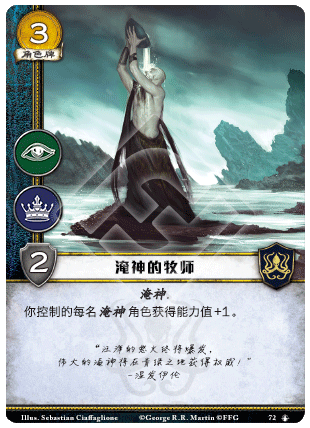 3
角色牌
2
淹神的牧师
淹神.
你控制的每名 淹神 角色获得能力值+1。
"汪洋的怒火终得爆发，
伟大的淹神将在青绿之地获得权威！"
-湿发伊伦
Illus. Sebastian Ciaffaglione ©George R.R. Martin ©FFG 72